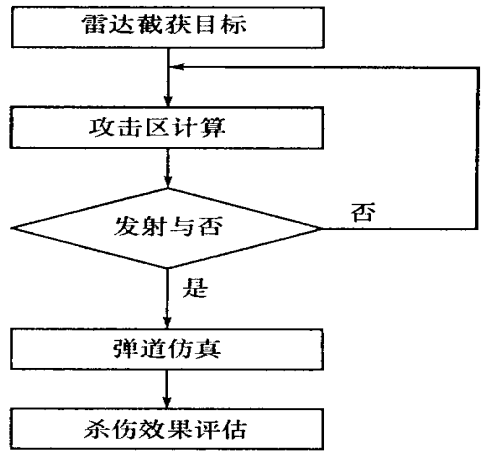 雷达截获目标
攻击区计算
发射与否
否
是
弹道仿真
杀伤效果评估